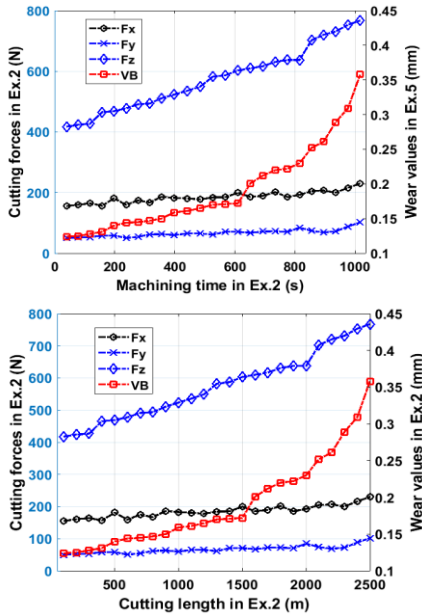 800
600
400
200
0
Cutting forces in Ex.2 (N)
Fx
Fy
Fz
VB
0.45
0.4
0.35
0.3
0.25
0.2
0.15
0.1
Wear values in Ex.5 (mm)
0 200 400 600 800 1000
Machining time in Ex.2 (s)
800
700
600
500
400
300
200
100
0
Cutting forces in Ex.2 (N)
Fx
Fy
Fz
VB
0.45
0.4
0.35
0.3
0.25
0.2
0.15
0.1
Wear values in Ex.2 (mm)
500 1000 1500 2000 2500
Cutting length in Ex.2 (m)